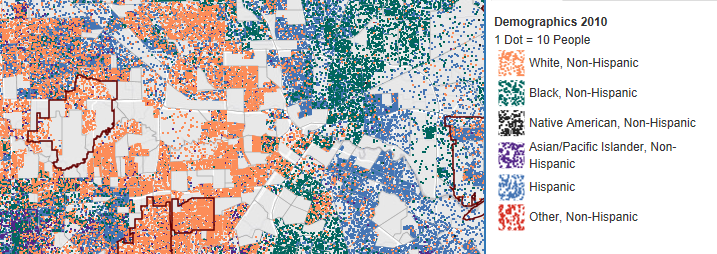 Demographics 2010
1 Dot = 10 People
White, Non-Hispanic
Black, Non-Hispanic
Native American, Non-Hispanic
Asian/Pacific Islander, Non-
Hispanic
Hispanic
Other, Non-Hispanic